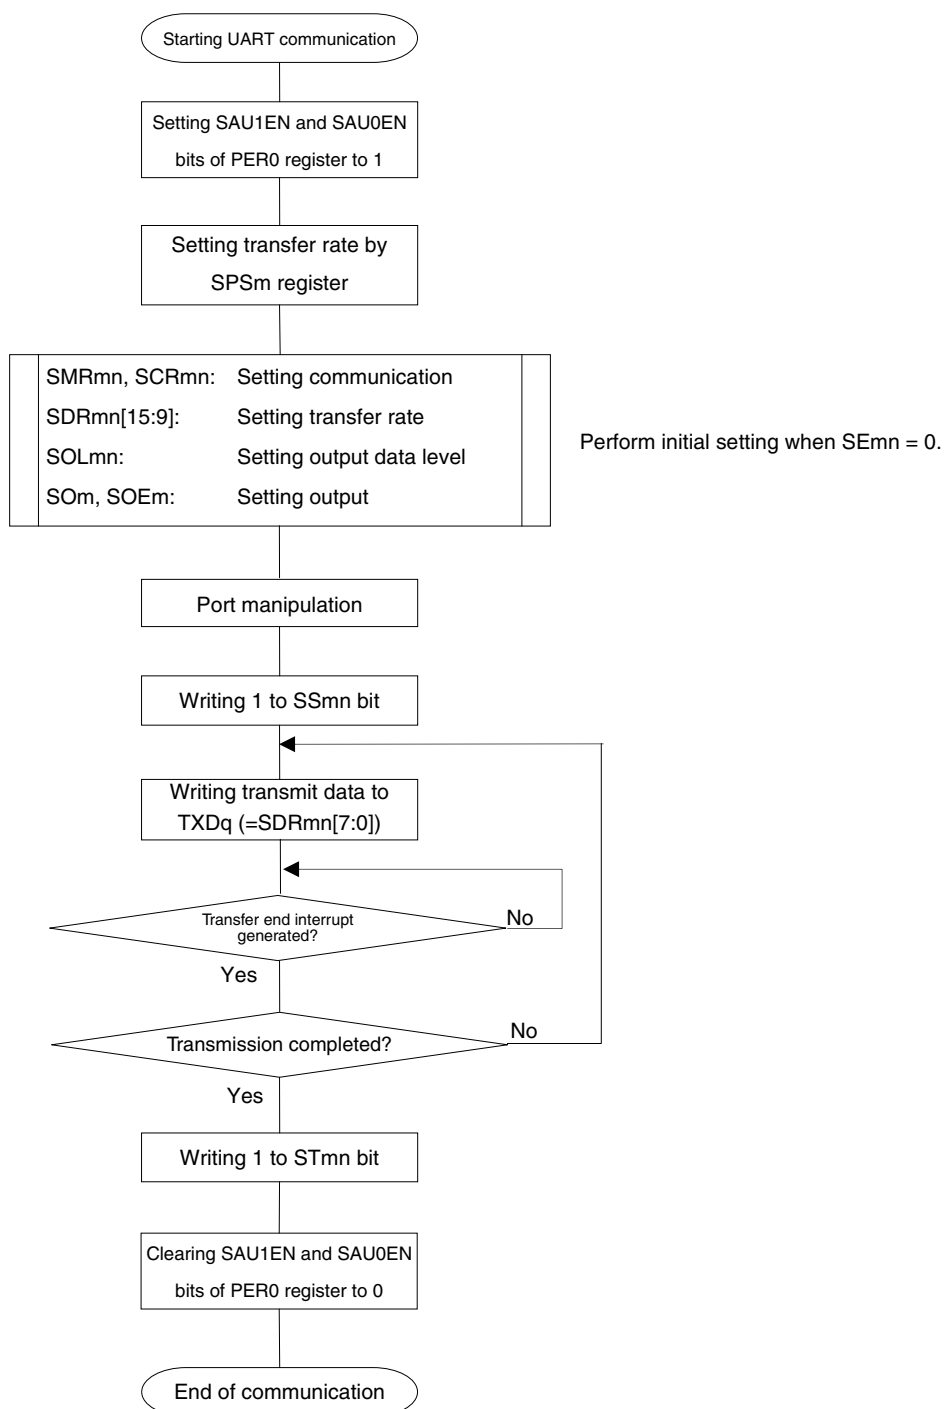 Starting UART communication
Setting SAU1EN and SAU0EN
bits of PER0 register to 1
Setting transfer rate by
SPSm register
SMRmn, SCRmn: Setting communication
SDRmn[15:9]: Setting transfer rate
SOLmn: Setting output data level
SOm, SOEm: Setting output
Perform initial setting when SEmn = 0.
Port manipulation
Writing 1 to SSmn bit
Writing transmit data to
TXDq (=SDRmn[7:0])
Transfer end interrupt
generated?
No
Yes
Transmission completed?
No
Yes
Writing 1 to STmn bit
Clearing SAU1EN and SAU0EN
bits of PER0 register to 0
End of communication